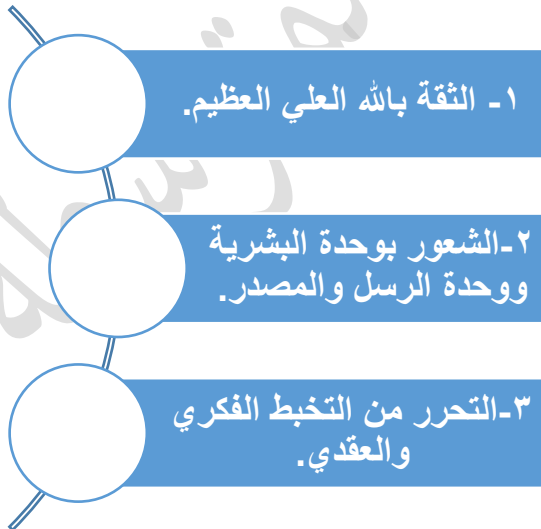 ١- الثقة بالله العلي العظيم.
٢-الشعور بوحدة البشرية
ووحدة الرسل والمصدر.
٣-التحرر من التخبط الفكري
والعقدي.